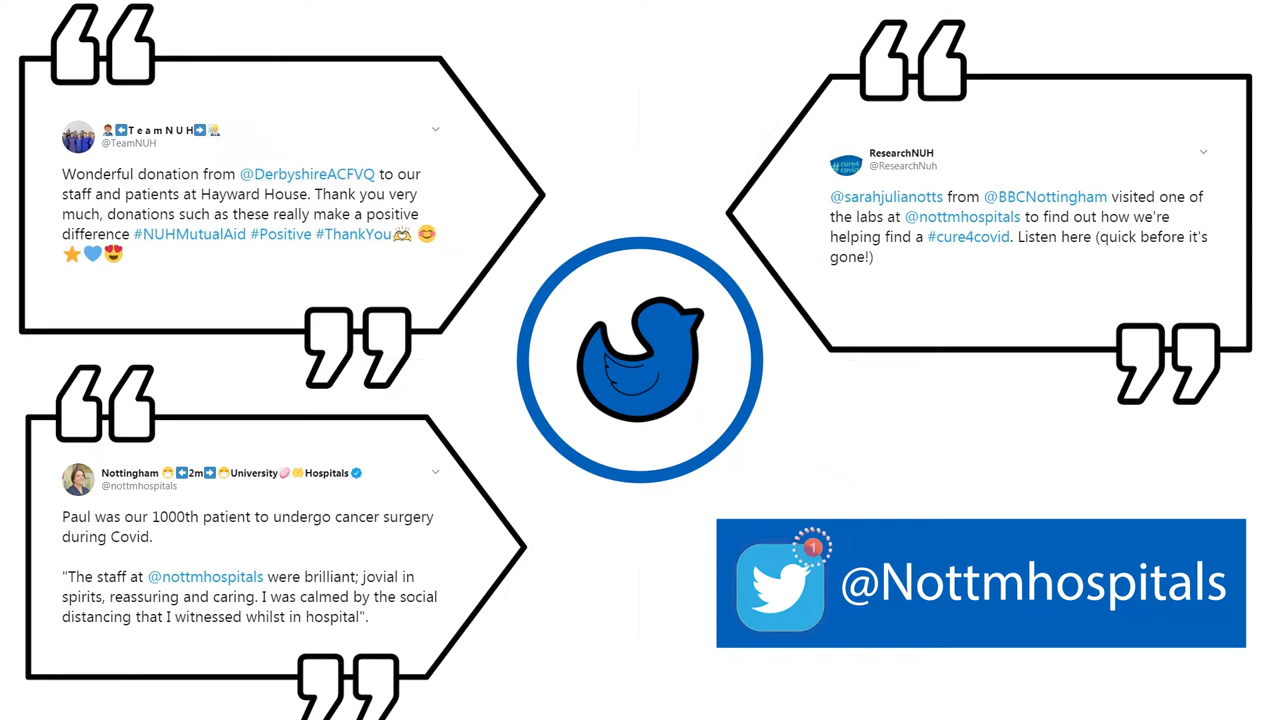 T e a m N U H
@TeamNUH
Wonderful donation from @DerbyshireACFVQ to our
staff and patients at Hayward House. Thank you very
much, donations such as these really make a positive
difference #NUHMutualAid #Positive #ThankYou🫶 😊
⭐💙😍
ResearchNUH
@ResearchNuh
#cure4
covid
@sarahjulianotts from @BBCNottingham visited one of
the labs at @nottmhospitals to find out how we're
helping find a #cure4covid. Listen here (quick before it's
gone!)
Nottingham 😷⬅️2m➡️😷University🧼🤲Hospitals
@nottmhospitals
Paul was our 1000th patient to undergo cancer surgery
during Covid.
"The staff at @nottmhospitals were brilliant; jovial in
spirits, reassuring and caring. I was calmed by the social
distancing that I witnessed whilst in hospital".
1
@Nottmhospitals